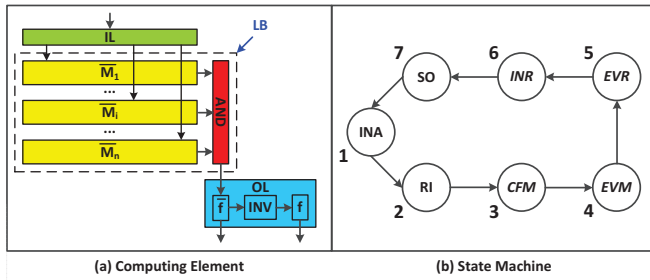 IL
LB
M̅₁
...
M̅ᵢ
...
M̅ₙ
AND
OL
f̅
INV
f
(a) Computing Element
7
SO
6
INR
5
EVR
INA
1
RI
2
CFM
3
EVM
4
(b) State Machine